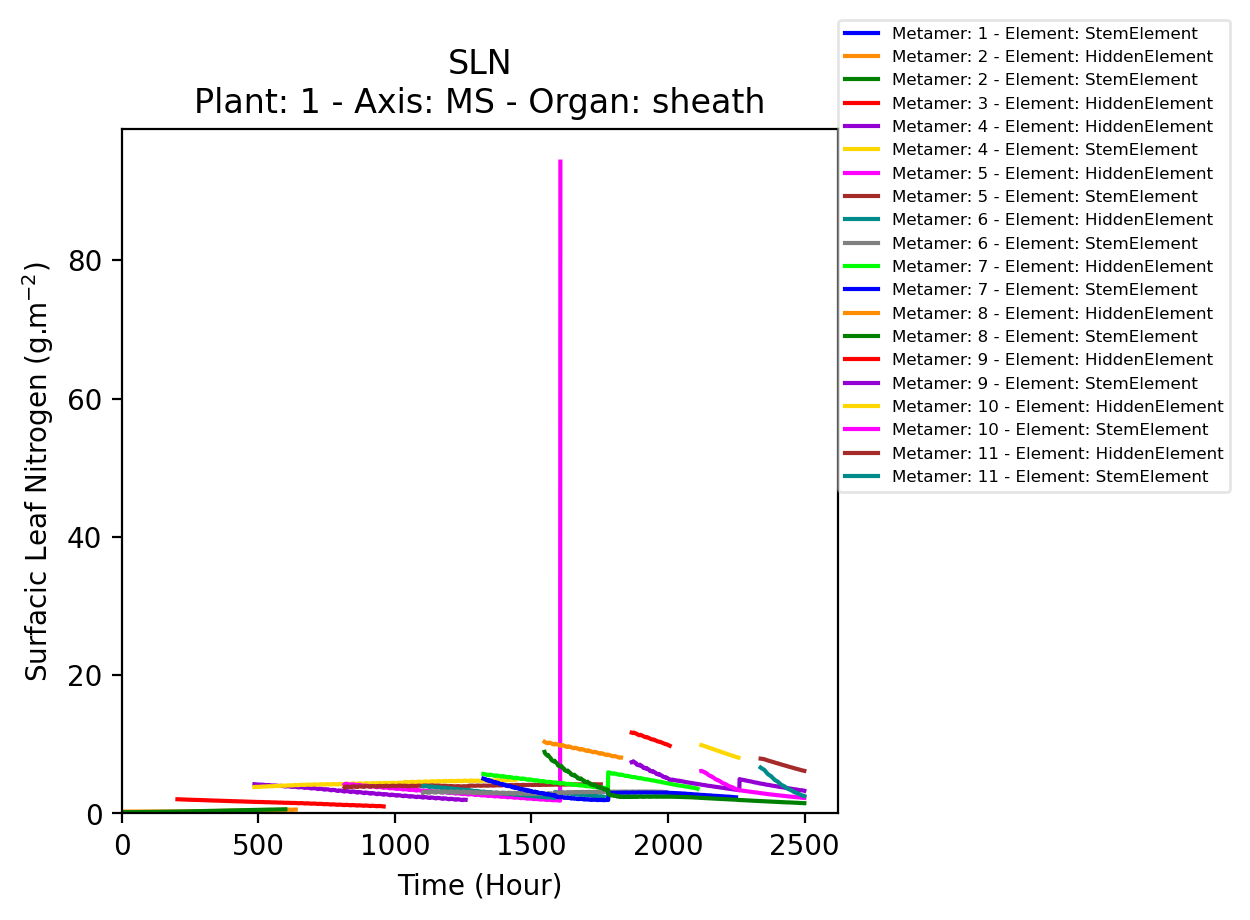 SLN
Plant: 1 - Axis: MS - Organ: sheath
Surfacic Leaf Nitrogen (g.m⁻²)
80
60
40
20
0
0 500 1000 1500 2000 2500
Time (Hour)
Metamer: 1 - Element: StemElement
Metamer: 2 - Element: HiddenElement
Metamer: 2 - Element: StemElement
Metamer: 3 - Element: HiddenElement
Metamer: 4 - Element: HiddenElement
Metamer: 4 - Element: StemElement
Metamer: 5 - Element: HiddenElement
Metamer: 5 - Element: StemElement
Metamer: 6 - Element: HiddenElement
Metamer: 6 - Element: StemElement
Metamer: 7 - Element: HiddenElement
Metamer: 7 - Element: StemElement
Metamer: 8 - Element: HiddenElement
Metamer: 8 - Element: StemElement
Metamer: 9 - Element: HiddenElement
Metamer: 9 - Element: StemElement
Metamer: 10 - Element: HiddenElement
Metamer: 10 - Element: StemElement
Metamer: 11 - Element: HiddenElement
Metamer: 11 - Element: StemElement